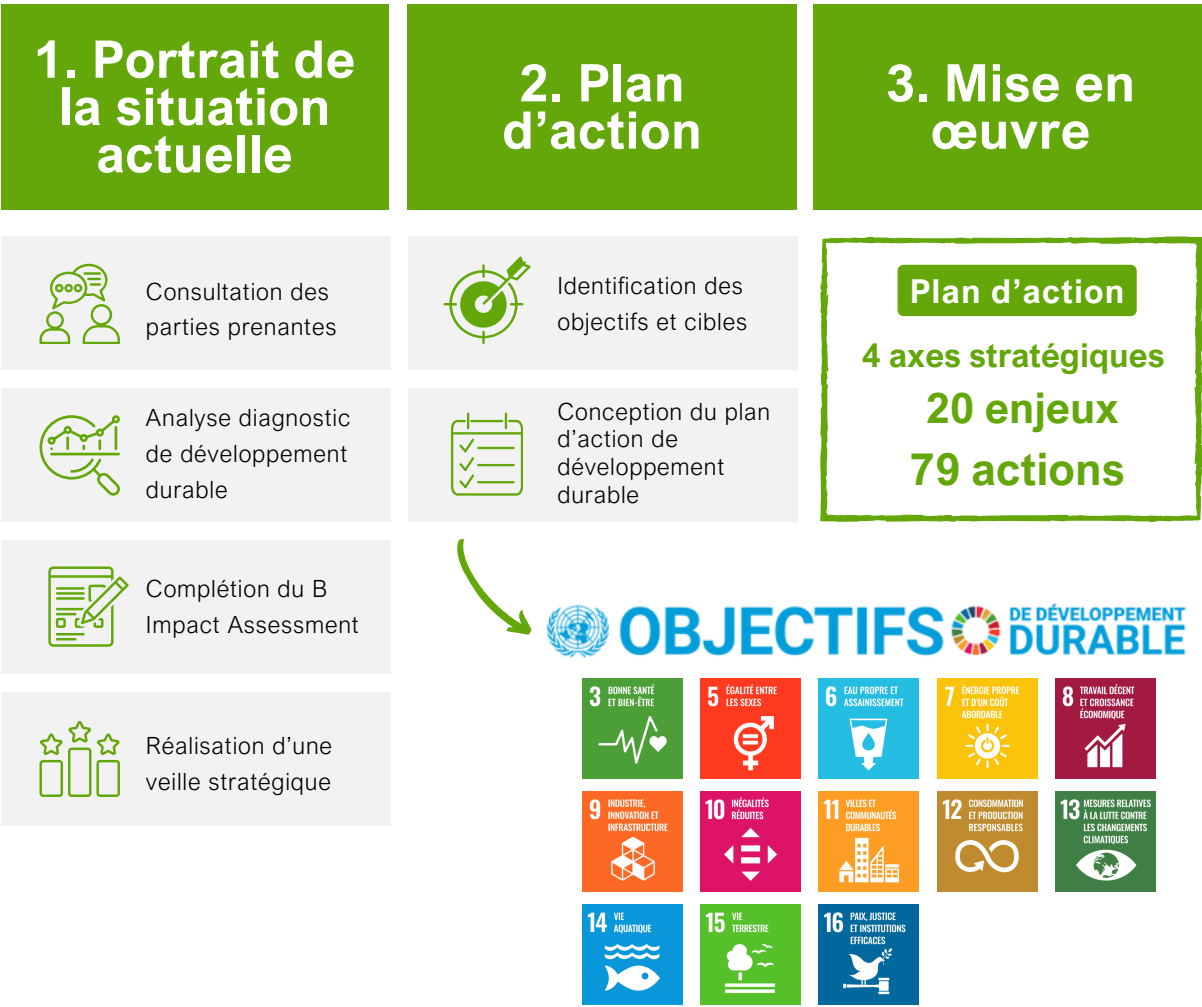 1. Portrait de
la situation
actuelle
Consultation des
parties prenantes
Analyse diagnostic
de développement
durable
Complétion du B
Impact Assessment
Réalisation d’une
veille stratégique
2. Plan
d’action
Identification des
objectifs et cibles
Conception du plan
d’action de
développement
durable
3. Mise en
œuvre
Plan d’action
4 axes stratégiques
20 enjeux
79 actions
OBJECTIFS
DE DÉVELOPPEMENT
DURABLE
3 BONNE SANTÉ
ET BIEN-ÊTRE
5 ÉGALITÉ ENTRE
LES SEXES
6 EAU PROPRE ET
ASSAINISSEMENT
7 ÉNERGIE PROPRE
ET D'UN COÛT
ABORDABLE
8 TRAVAIL DÉCENT
ET CROISSANCE
ÉCONOMIQUE
9 INDUSTRIE,
INNOVATION ET
INFRASTRUCTURE
10 INÉGALITÉS
RÉDUITES
11 VILLES ET
COMMUNAUTÉS
DURABLES
12 CONSOMMATION
ET PRODUCTION
RESPONSABLES
13 MESURES RELATIVES
À LA LUTTE CONTRE
LES CHANGEMENTS
CLIMATIQUES
14 VIE
AQUATIQUE
15 VIE
TERRESTRE
16 PAIX, JUSTICE
ET INSTITUTIONS
EFFICACES